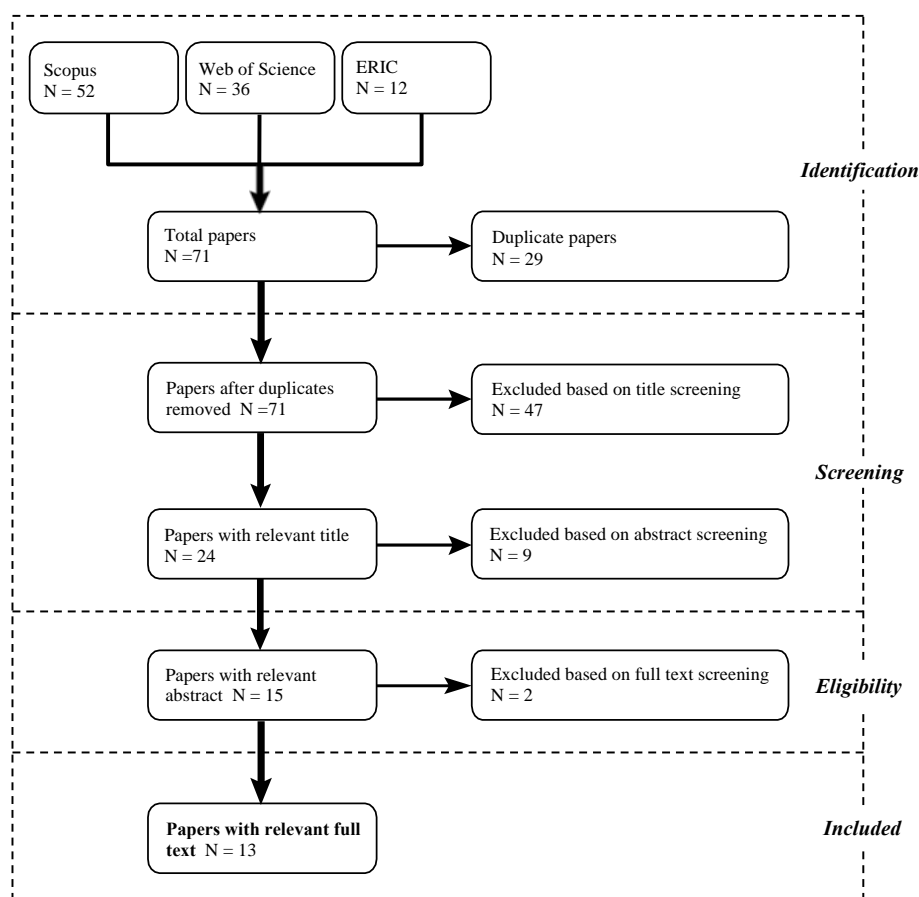 Scopus
N = 52
Web of Science
N = 36
ERIC
N = 12
Identification
Total papers
N =71
Duplicate papers
N = 29
Papers after duplicates
removed N =71
Excluded based on title screening
N = 47
Screening
Papers with relevant title
N = 24
Excluded based on abstract screening
N = 9
Papers with relevant
abstract N = 15
Excluded based on full text screening
N = 2
Eligibility
Papers with relevant full
text N = 13
Included